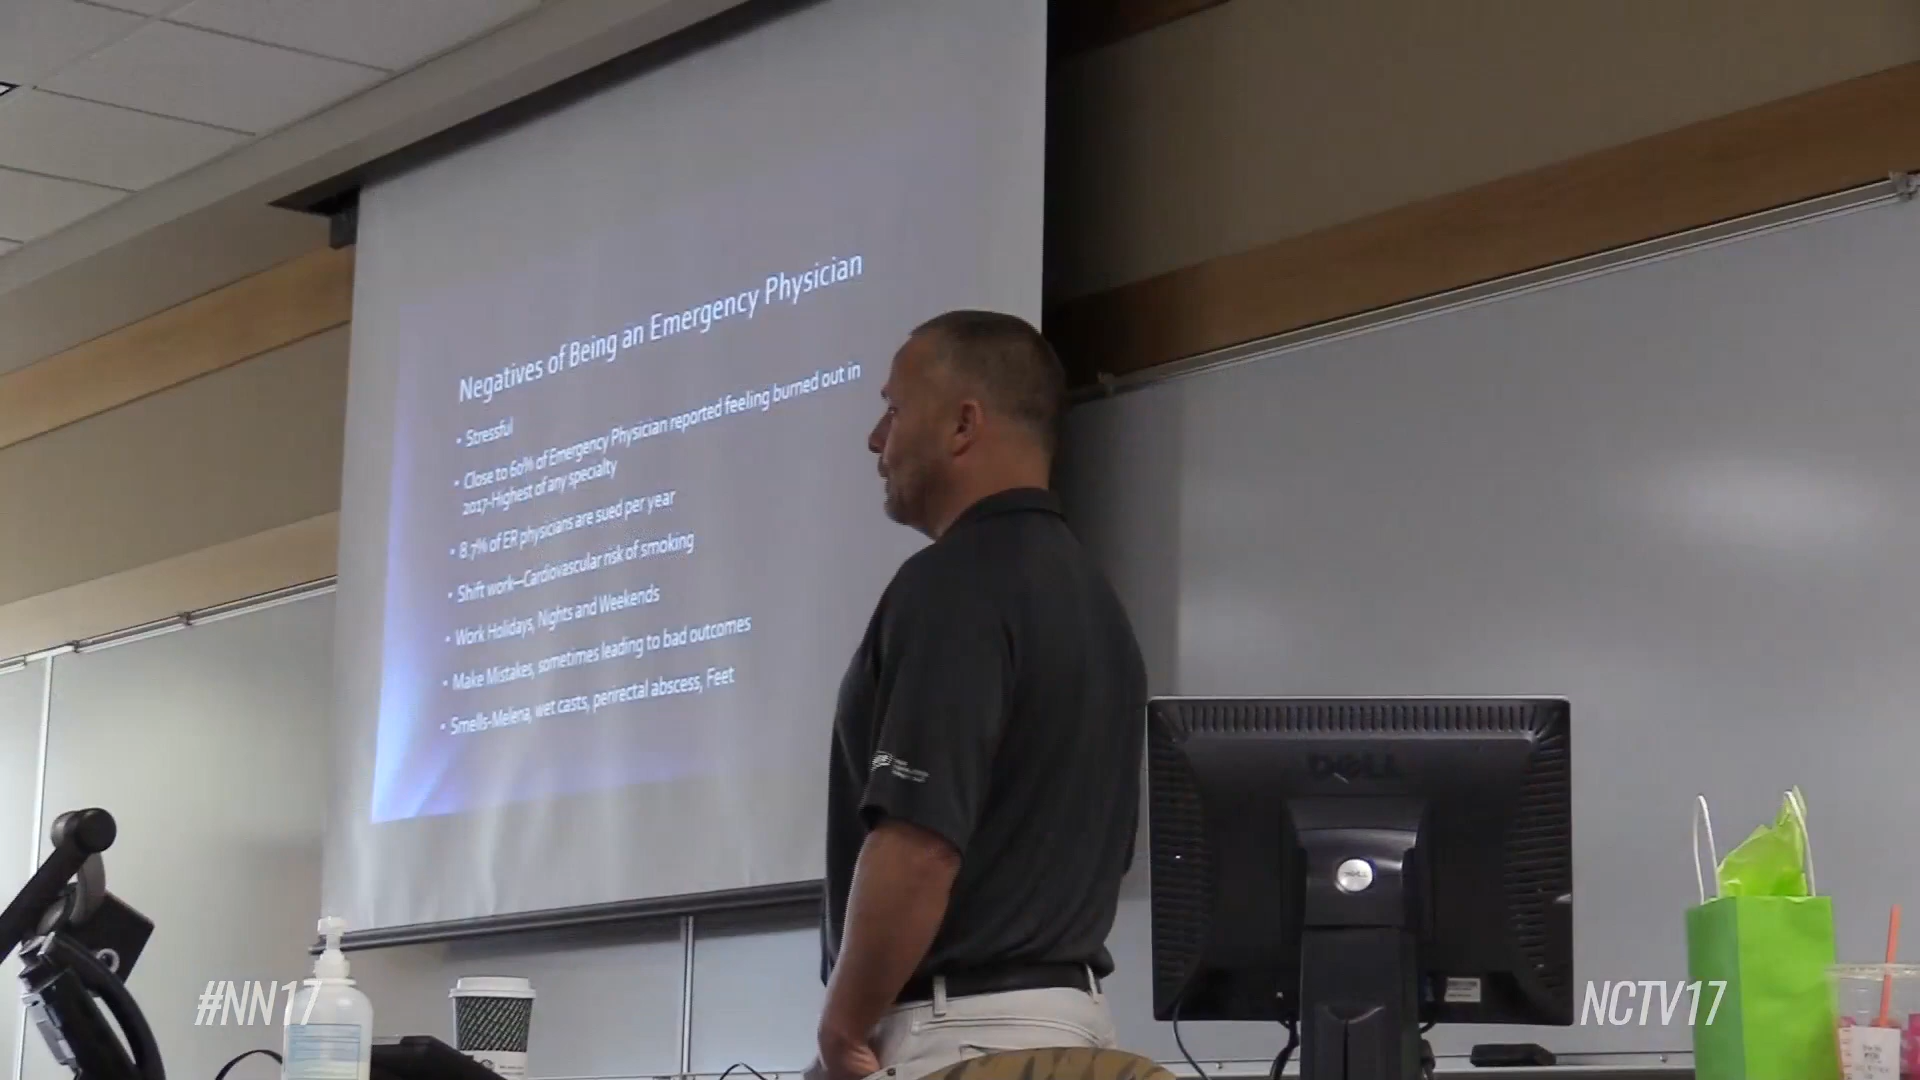 Negatives of Being an Emergency Physician
• Stressful
• Close to 60% of Emergency Physician reported feeling burned out in
2017-Highest of any specialty
• 8.7% of ER physicians are sued per year
• Shift work—Cardiovascular risk of smoking
• Work Holidays, Nights and Weekends
• Make Mistakes, sometimes leading to bad outcomes
• Smells-Melena, wet casts, perirectal abscess, Feet
DELL
DELL
#NN17
NCTV17